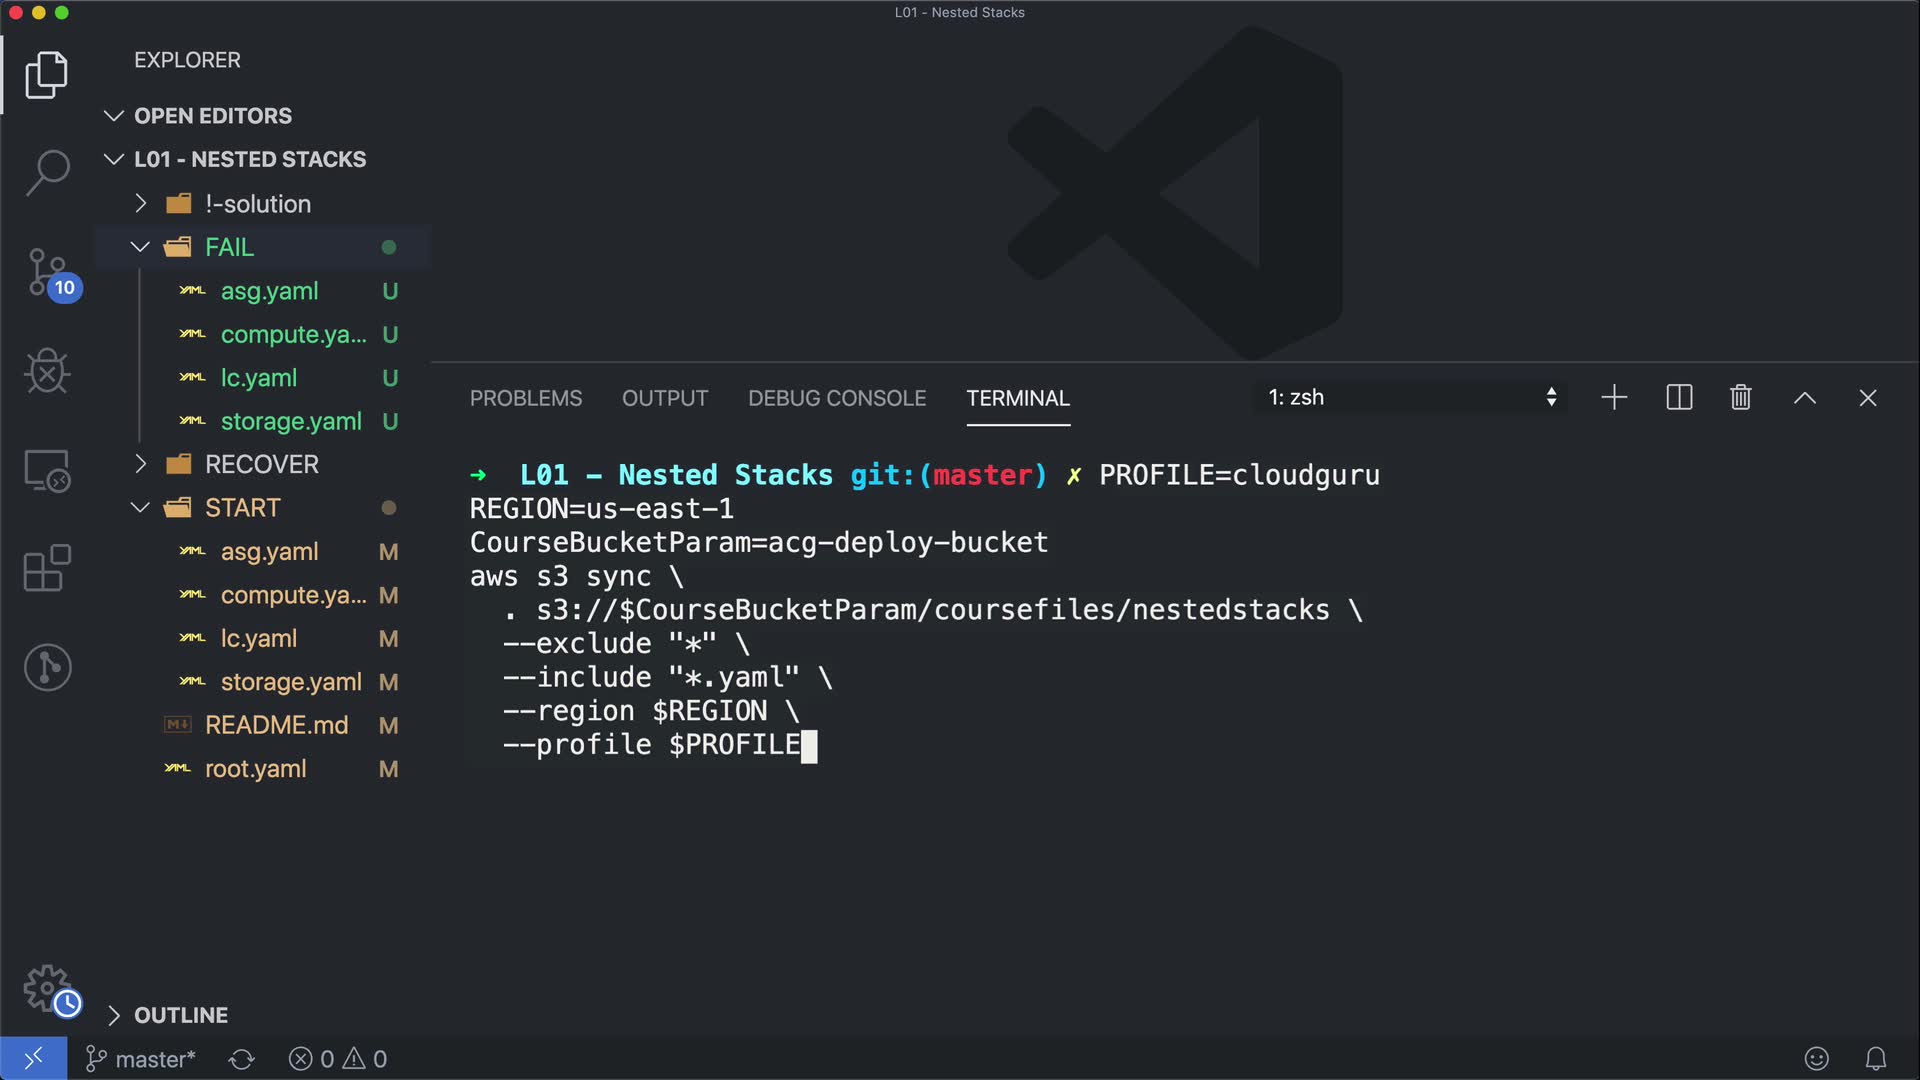 L01 - Nested Stacks
EXPLORER
OPEN EDITORS
L01 - NESTED STACKS
!-solution
FAIL
asg.yaml U
compute.ya... U
lc.yaml U
storage.yaml U
RECOVER
START
asg.yaml M
compute.ya... M
lc.yaml M
storage.yaml M
README.md M
root.yaml M
OUTLINE
10
PROBLEMS OUTPUT DEBUG CONSOLE TERMINAL 1: zsh
➜ L01 - Nested Stacks git:(master) ✗ PROFILE=cloudguru
REGION=us-east-1
CourseBucketParam=acg-deploy-bucket
aws s3 sync \
. s3://$CourseBucketParam/coursefiles/nestedstacks \
--exclude "*" \
--include "*.yaml" \
--region $REGION \
--profile $PROFILE
master* 0 0